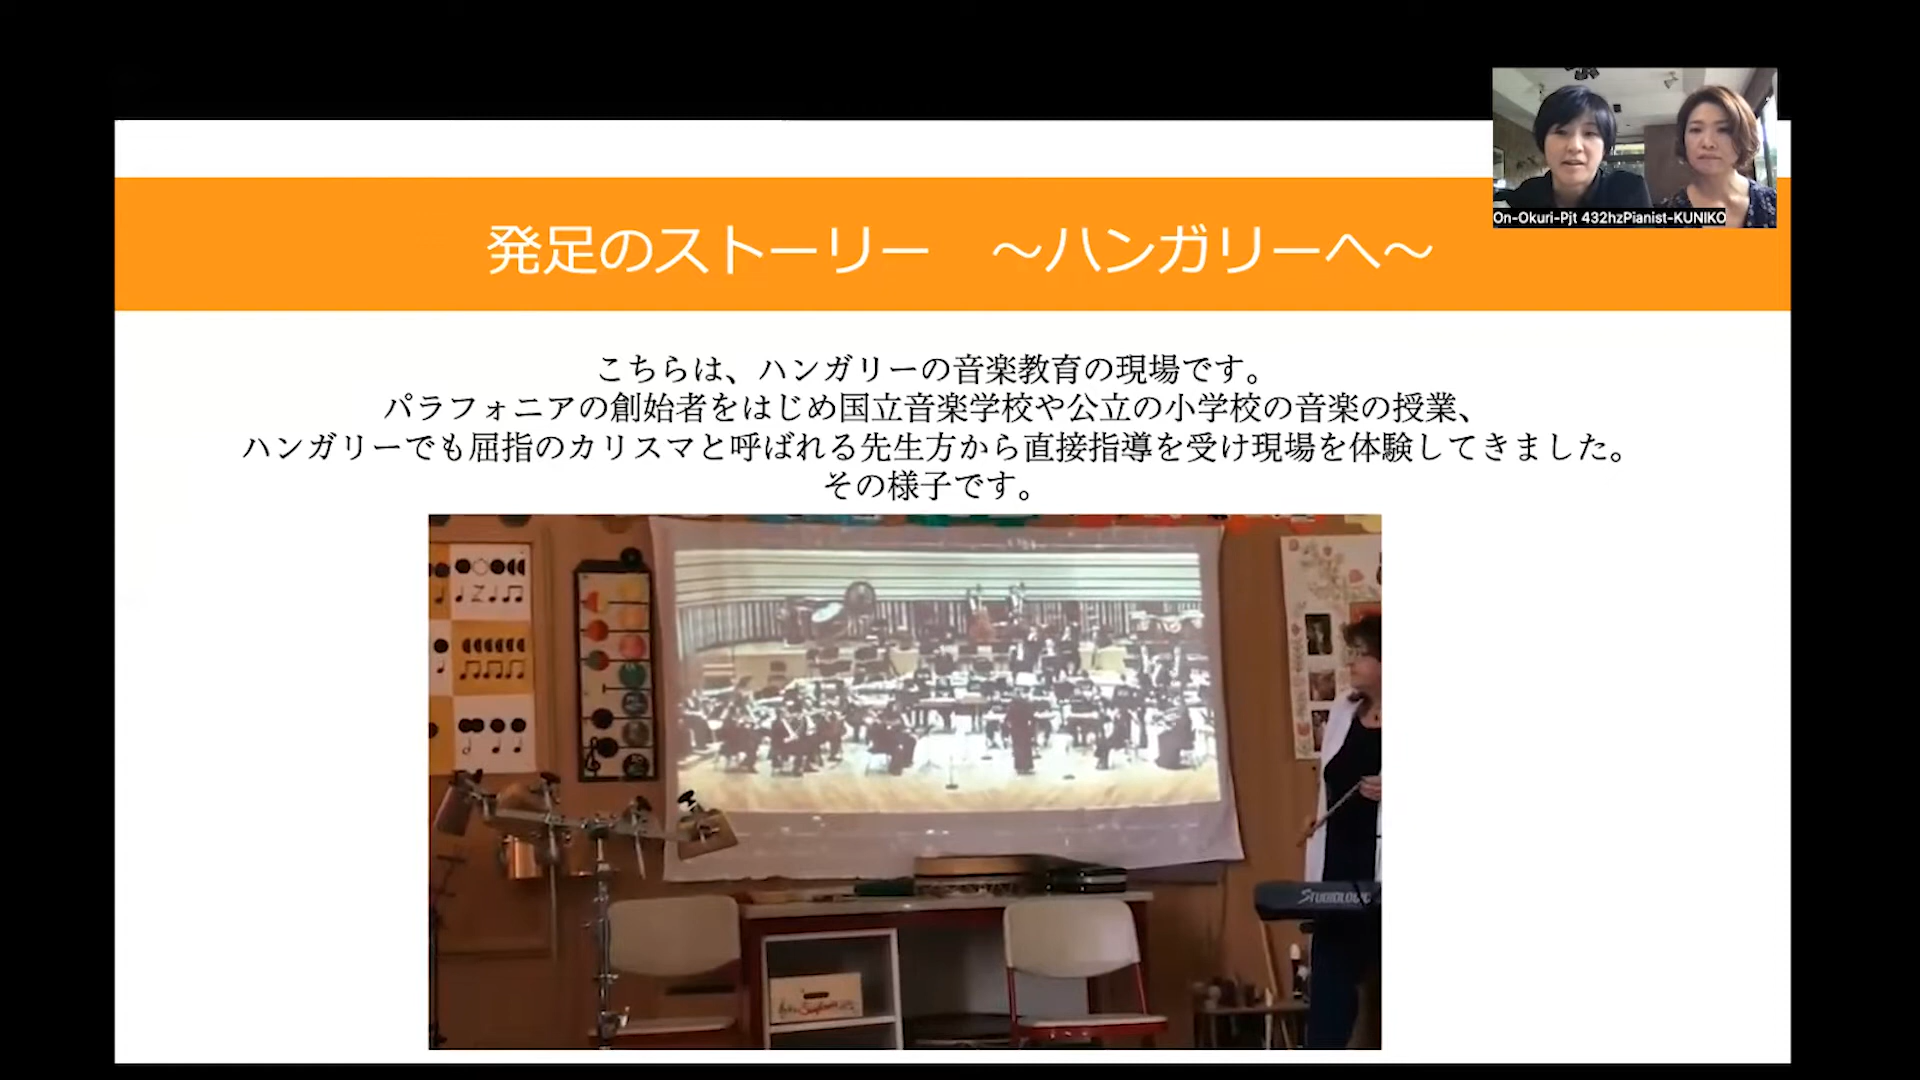 On-Okuri-Pjt 432hzPianist-KUNIKO
発足のストーリー　～ハンガリーへ～
こちらは、ハンガリーの音楽教育の現場です。
パラフォニアの創始者をはじめ国立音楽学校や公立の小学校の音楽の授業、
ハンガリーでも屈指のカリスマと呼ばれる先生方から直接指導を受け現場を体験してきました。
その様子です。
STUDIOLOGIC